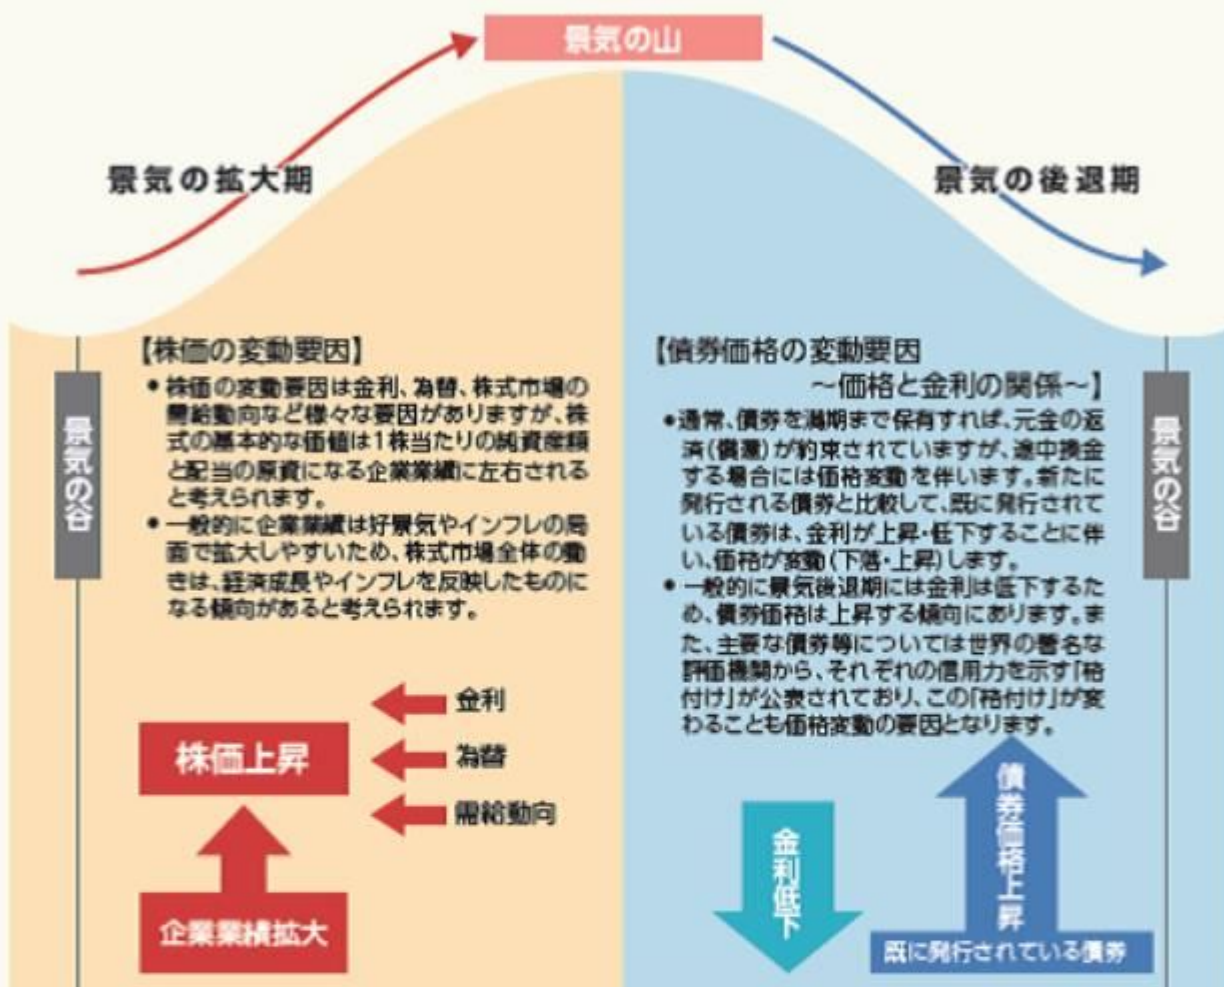 景気の山
景気の拡大期
景気の後退期
景気の谷
【株価の変動要因】
• 株価の変動要因は金利、為替、株式市場の
需給動向など様々な要因がありますが、株
式の基本的な価値は1株当たりの純資産額
と配当の原資になる企業業績に左右される
と考えられます。
• 一般的に企業業績は好景気やインフレの局
面で拡大しやすいため、株式市場全体の動
きは、経済成長やインフレを反映したものに
なる傾向があると考えられます。
金利
株価上昇
為替
需給動向
企業業績拡大
【債券価格の変動要因
～価格と金利の関係～】
•通常、債券を満期まで保有すれば、元金の返
済(償還)が約束されていますが、途中換金
する場合には価格変動を伴います。新たに
発行される債券と比較して、既に発行されて
いる債券は、金利が上昇・低下することに伴
い、価格が変動(下落・上昇)します。
• 一般的に景気後退期には金利は低下するた
め、債券価格は上昇する傾向にあります。ま
た、主要な債券等については世界の著名な
評価機関から、それぞれの信用力を示す「格
付け」が公表されており、この「格付け」が変
わることも価格変動の要因となります。
金利低下
債券価格上昇
既に発行されている債券
景気の谷